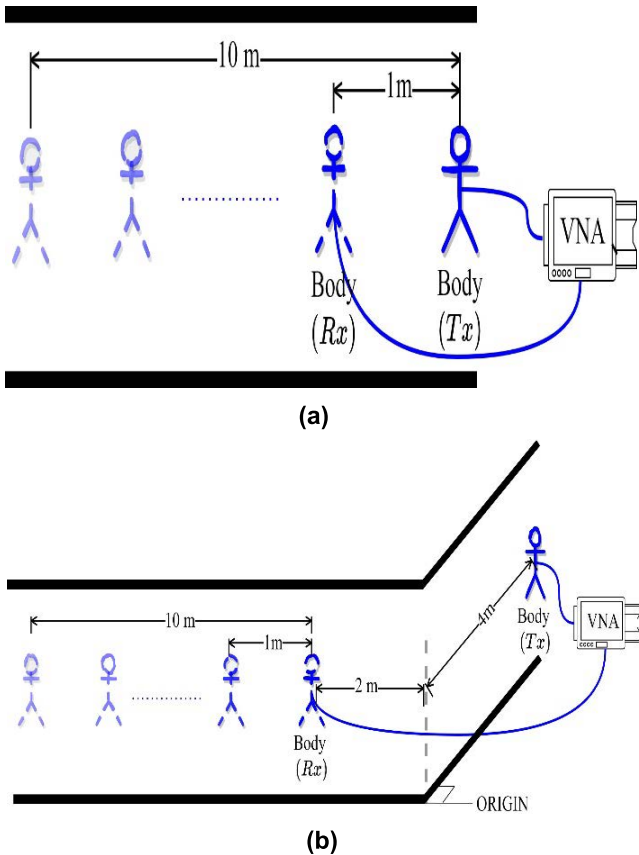 10 m
1m
VNA
Body
(Rx)
Body
(Tx)
(a)
10 m
1m
2 m
4m
Body
(Rx)
Body
(Tx)
VNA
ORIGIN
(b)